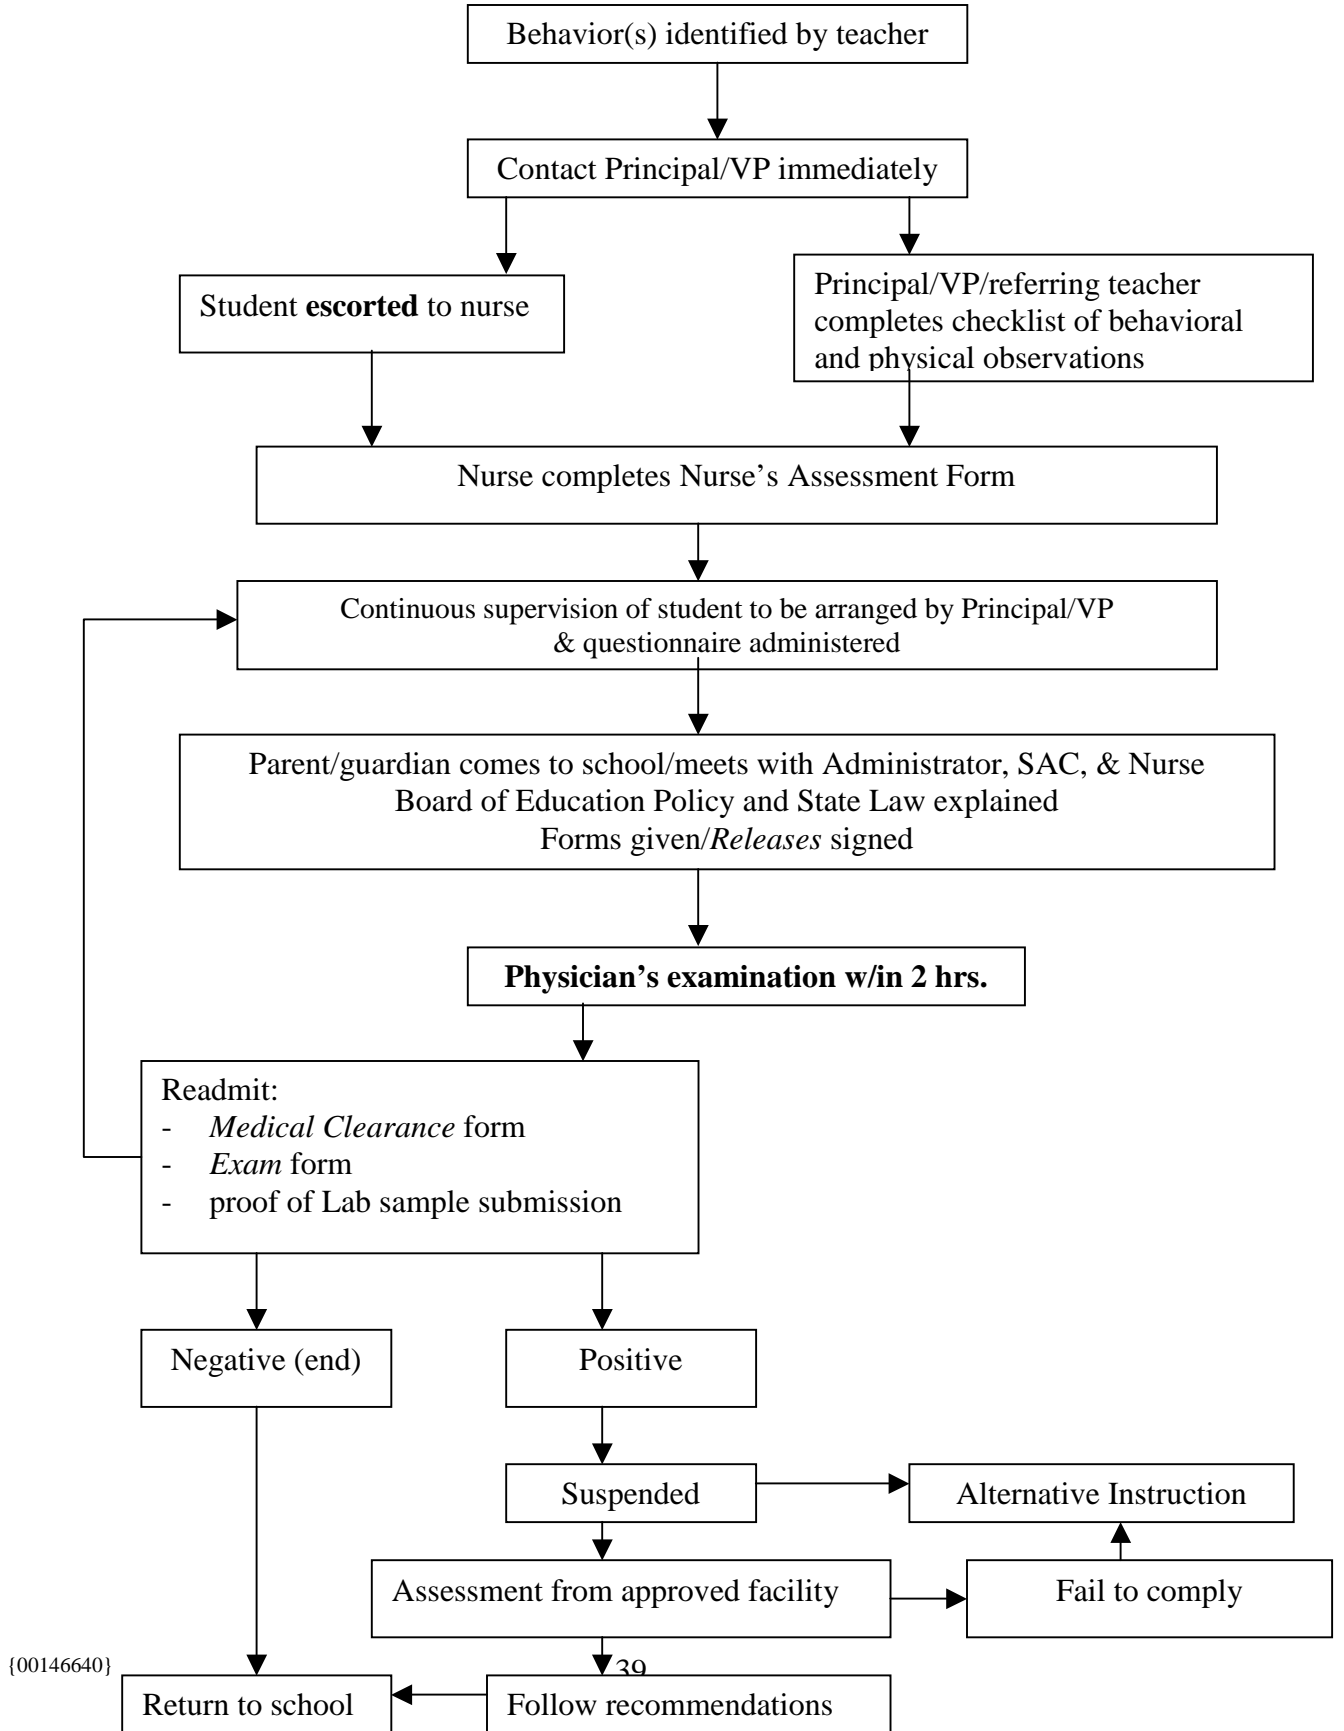 Behavior(s) identified by teacher
Contact Principal/VP immediately
Student escorted to nurse
Principal/VP/referring teacher
completes checklist of behavioral
and physical observations
Nurse completes Nurse’s Assessment Form
Continuous supervision of student to be arranged by Principal/VP
& questionnaire administered
Parent/guardian comes to school/meets with Administrator, SAC, & Nurse
Board of Education Policy and State Law explained
Forms given/Releases signed
Physician’s examination w/in 2 hrs.
Readmit:
- Medical Clearance form
- Exam form
- proof of Lab sample submission
Negative (end)
Positive
Suspended
Alternative Instruction
Assessment from approved facility
Fail to comply
{00146640}
39
Return to school
Follow recommendations